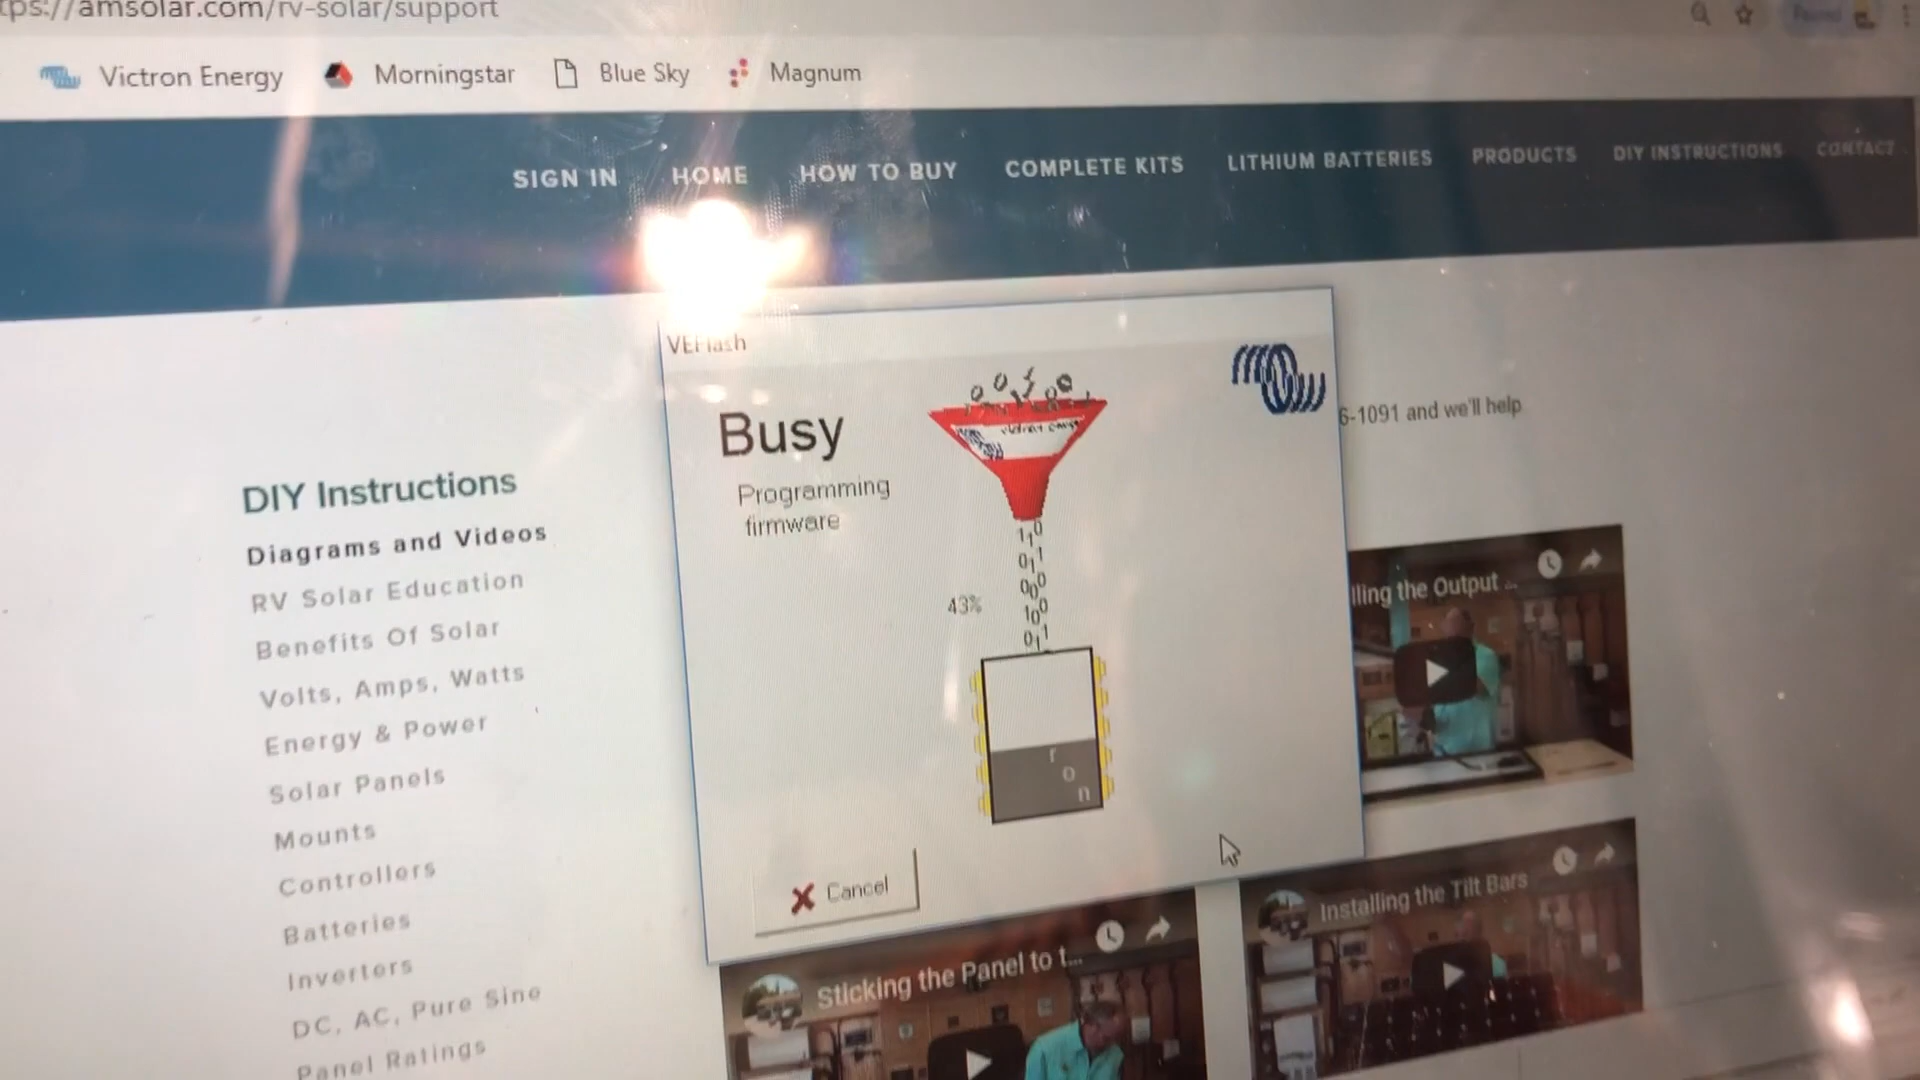 tps://amsolar.com/rv-solar/support
Victron Energy Morningstar Blue Sky Magnum
SIGN IN HOME HOW TO BUY COMPLETE KITS LITHIUM BATTERIES PRODUCTS DIY INSTRUCTIONS CONTACT
VEFlash
Busy
Programming
firmware
43%
r
o
n
Cancel
6-1091 and we'll help
DIY Instructions
Diagrams and Videos
RV Solar Education
Benefits Of Solar
Volts, Amps, Watts
Energy & Power
Solar Panels
Mounts
Controllers
Batteries
Inverters
DC, AC, Pure Sine
Panel Ratings
lling the Output ...
Sticking the Panel to t...
Installing the Tilt Bars